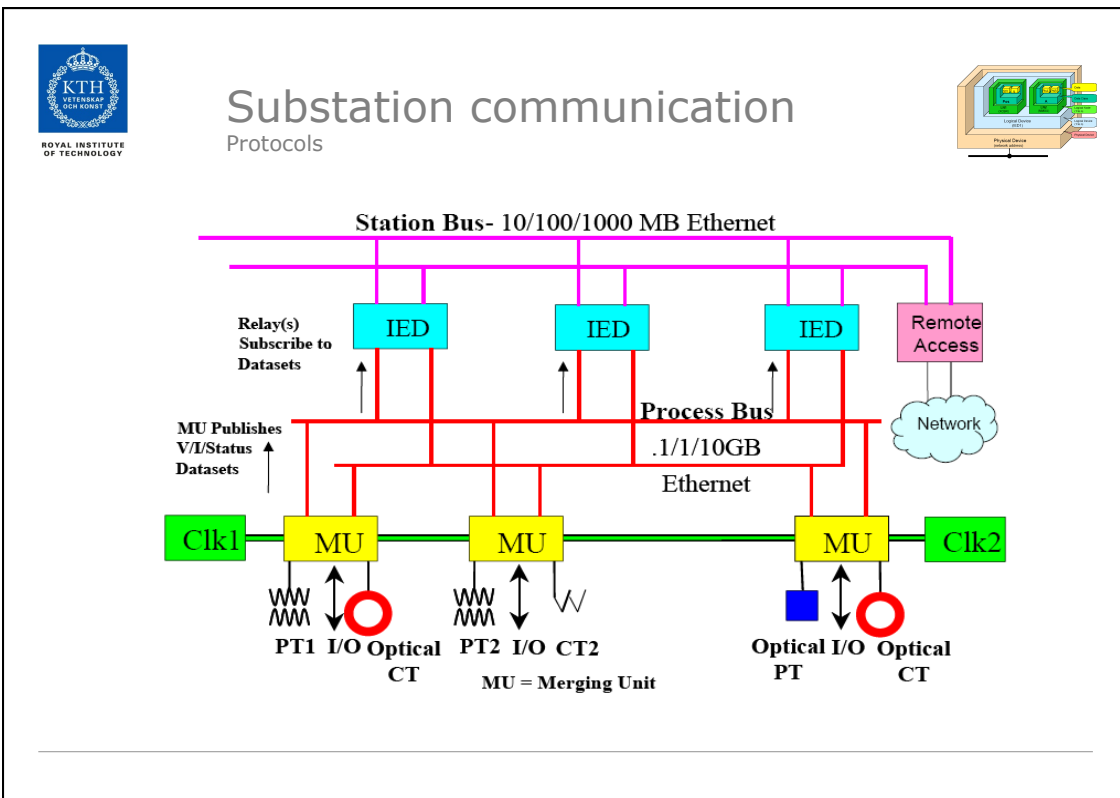 KTH
VETENSKAP
OCH KONST
ROYAL INSTITUTE
OF TECHNOLOGY
Substation communication
Protocols
Logical Device
Physical Device
(network address)
Station Bus- 10/100/1000 MB Ethernet
Relay(s)
Subscribe to
Datasets
IED
IED
IED
Remote
Access
MU Publishes
V/I/Status
Datasets
Process Bus
.1/1/10GB
Ethernet
Network
Clk1
MU
MU
MU
Clk2
PT1 I/O Optical
CT
PT2 I/O CT2
Optical I/O Optical
PT CT
MU = Merging Unit